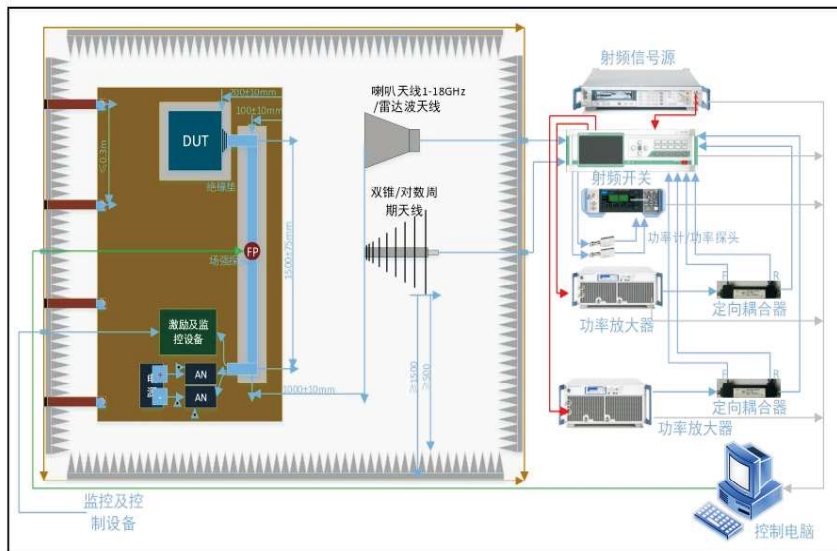 射频信号源
喇叭天线1-18GHz
/雷达波天线
200±10mm
100±10mm
DUT
射频开关
≤0.3m
绝缘垫
双锥/对数周
期天线
1500±75mm
功率计/功率探头
场强探
FP
F
R
功率放大器
定向耦合器
激励及监
控设备
AN
AN
1000±10mm
≥1500
≥500
F
R
功率放大器
定向耦合器
监控及控
制设备
控制电脑